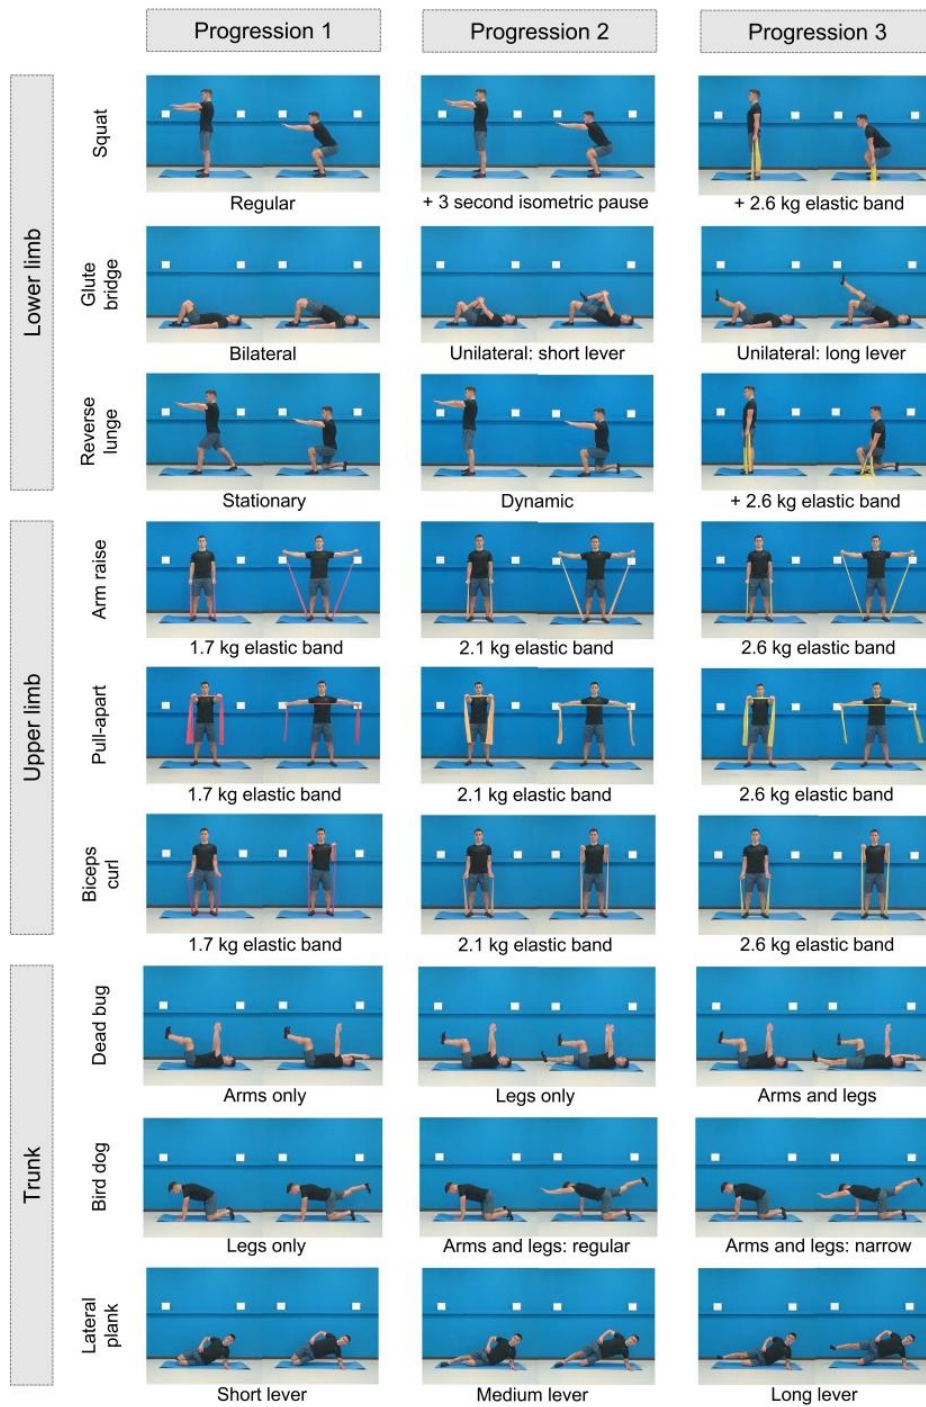 Progression 1
Progression 2
Progression 3
Lower limb
Squat
Regular
+ 3 second isometric pause
+ 2.6 kg elastic band
Glute
bridge
Bilateral
Unilateral: short lever
Unilateral: long lever
Reverse
lunge
Stationary
Dynamic
+ 2.6 kg elastic band
Upper limb
Arm raise
1.7 kg elastic band
2.1 kg elastic band
2.6 kg elastic band
Pull-apart
1.7 kg elastic band
2.1 kg elastic band
2.6 kg elastic band
Biceps
curl
1.7 kg elastic band
2.1 kg elastic band
2.6 kg elastic band
Trunk
Dead bug
Arms only
Legs only
Arms and legs
Bird dog
Legs only
Arms and legs: regular
Arms and legs: narrow
Lateral
plank
Short lever
Medium lever
Long lever